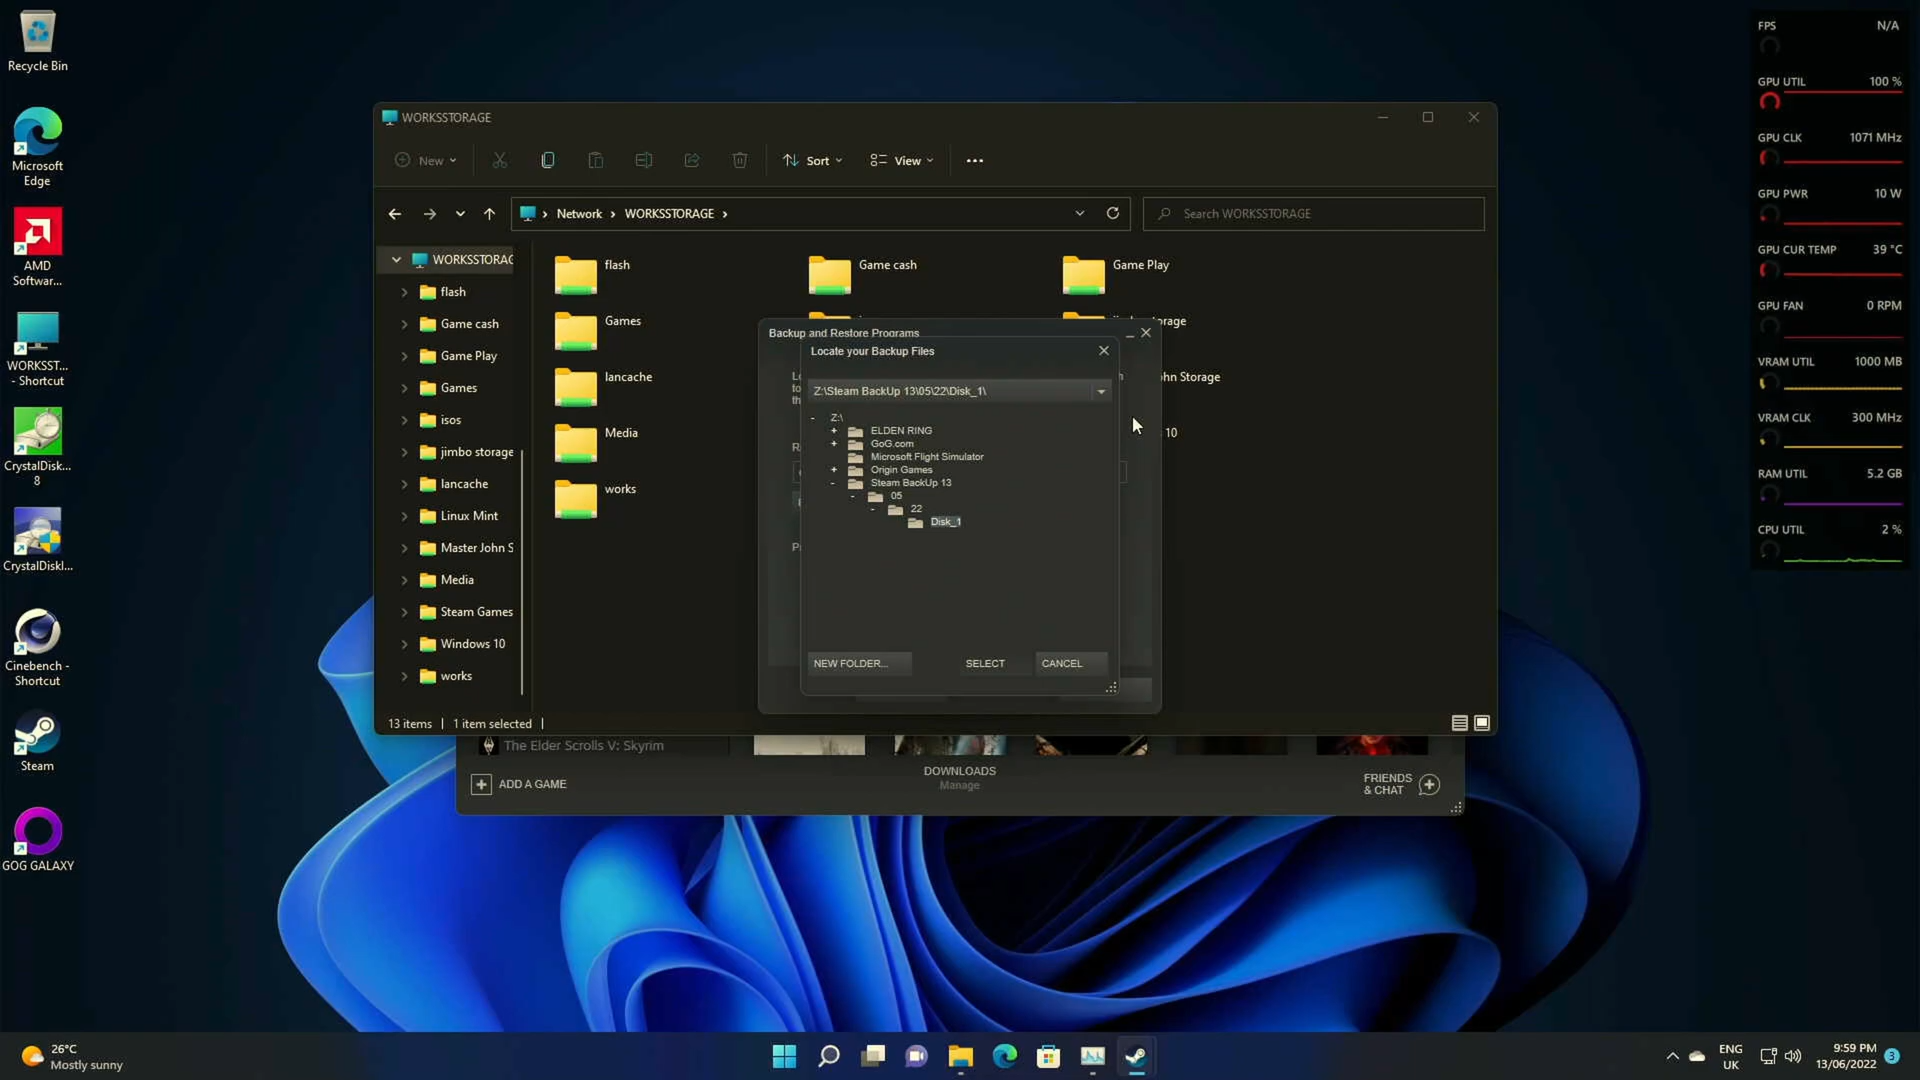 Recycle Bin
Microsoft
Edge
AMD
Softwar...
WORKSST...
- Shortcut
CrystalDisk...
8
CrystalDiskI...
Cinebench -
Shortcut
Steam
GOG GALAXY
WORKSSTORAGE
New
Sort
View
Network
WORKSSTORAGE
Search WORKSSTORAGE
WORKSSTORAG
flash
Game cash
Game Play
Games
isos
jimbo storage
lancache
Linux Mint
Master John S
Media
Steam Games
Windows 10
works
flash
Game cash
Game Play
Games
lancache
Media
works
orage
ohn Storage
10
13 items
1 item selected
Backup and Restore Programs
Locate your Backup Files
Z:\Steam BackUp 13\05\22\Disk_1\
Z:\
ELDEN RING
GoG.com
Microsoft Flight Simulator
Origin Games
Steam BackUp 13
05
22
Disk_1
NEW FOLDER...
SELECT
CANCEL
The Elder Scrolls V: Skyrim
ADD A GAME
DOWNLOADS
Manage
FRIENDS
& CHAT
FPS N/A
GPU UTIL 100 %
GPU CLK 1071 MHz
GPU PWR 10 W
GPU CUR TEMP 39 °C
GPU FAN 0 RPM
VRAM UTIL 1000 MB
VRAM CLK 300 MHz
RAM UTIL 5.2 GB
CPU UTIL 2 %
26°C
Mostly sunny
ENG
UK
9:59 PM
13/06/2022
3